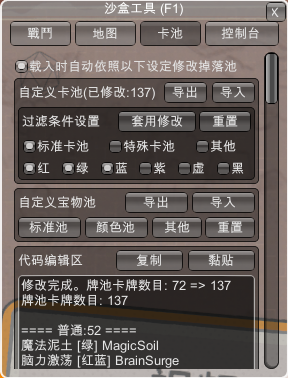 沙盒工具 (F1)
X
戰鬥 地图 卡池 控制台
载入时自动依照以下设定修改掉落池
自定义卡池(已修改:137) 导出 导入
过滤条件设置 套用修改 重置
标准卡池 特殊卡池 其他
红 绿 蓝 紫 虚 黑
自定义宝物池 导出 导入
标准池 颜色池 其他 重置
代码编辑区 复制 黏贴
修改完成。牌池卡牌数目: 72 => 137
牌池卡牌数目: 137
==== 普通:52 ====
魔法泥土 [绿] MagicSoil
脑力激荡 [红蓝] BrainSurge